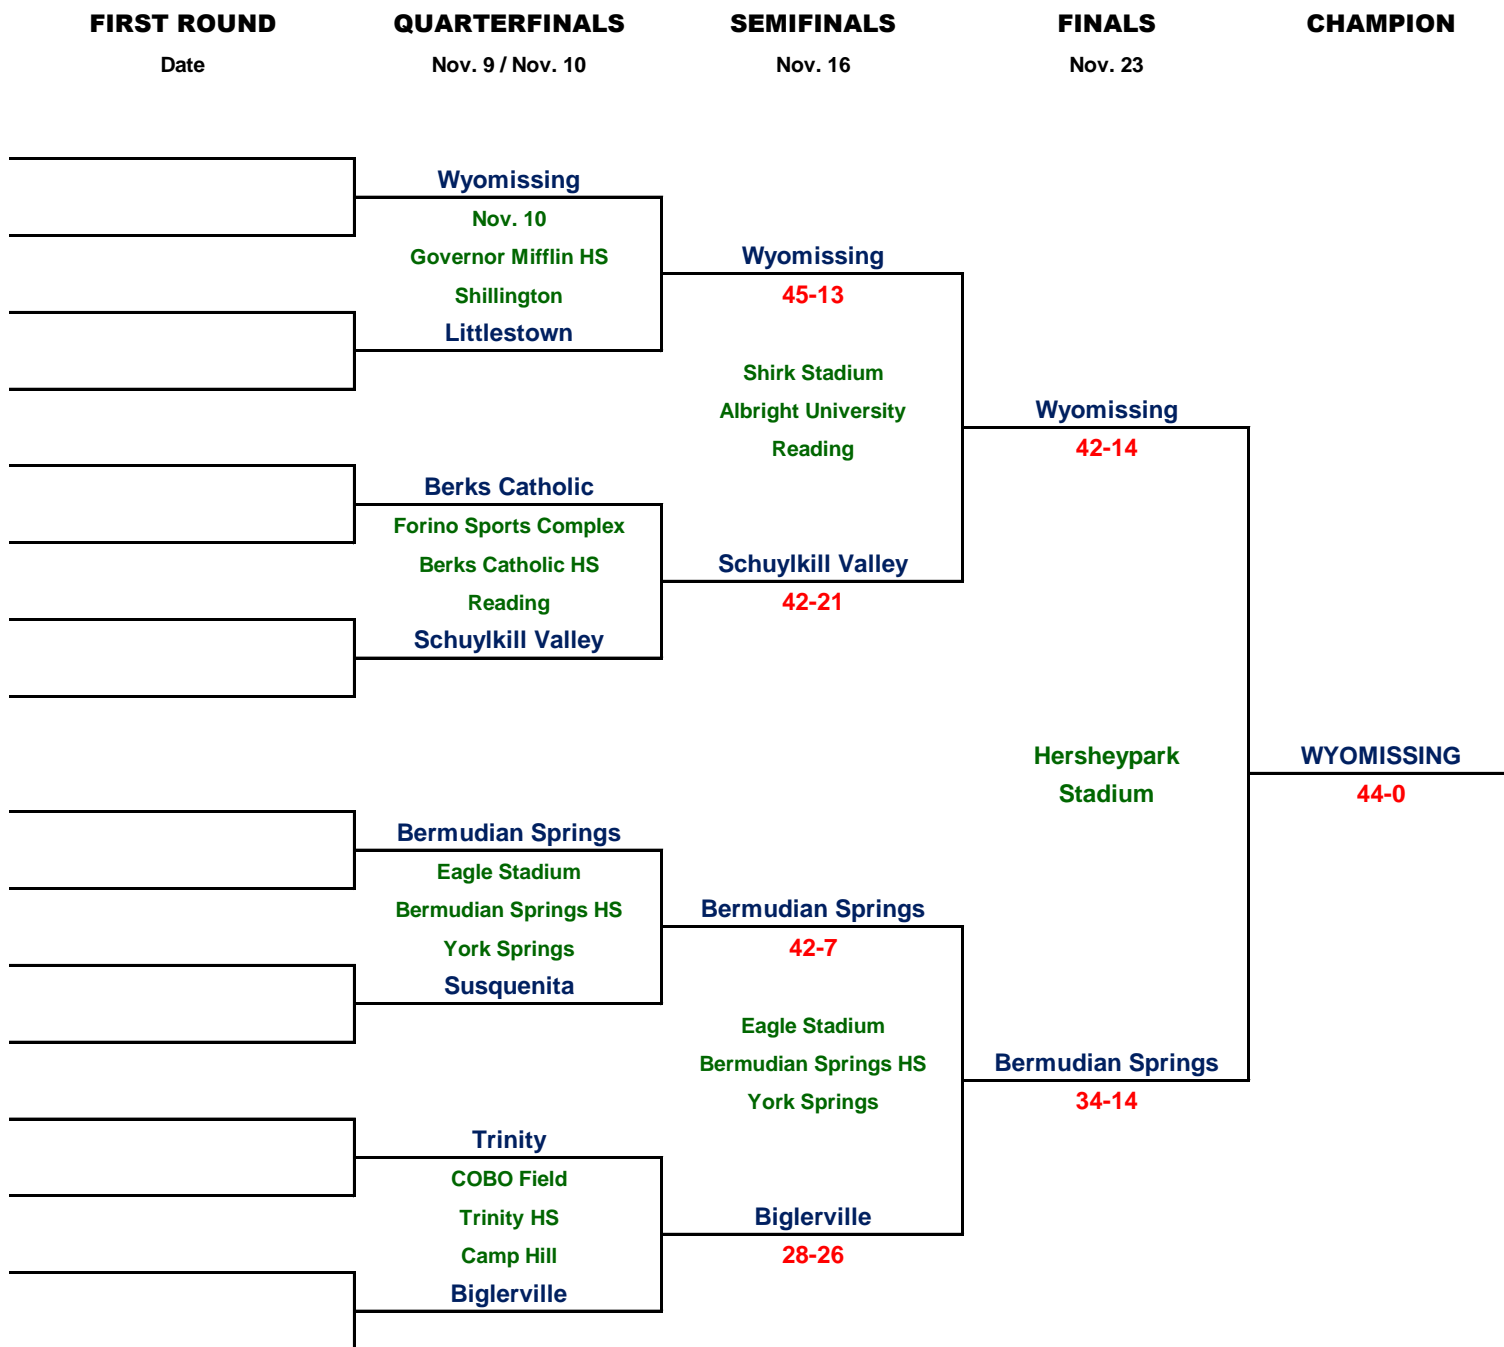 FIRST ROUND QUARTERFINALS SEMIFINALS FINALS CHAMPION
Date Nov. 9 / Nov. 10 Nov. 16 Nov. 23
Wyomissing
Nov. 10
Governor Mifflin HS
Shillington
Littlestown
Wyomissing
45-13
Shirk Stadium
Albright University
Reading
Berks Catholic
Forino Sports Complex
Berks Catholic HS
Reading
Schuylkill Valley
Schuylkill Valley
42-21
Wyomissing
42-14
Hersheypark
Stadium
WYOMISSING
44-0
Bermudian Springs
Eagle Stadium
Bermudian Springs HS
York Springs
Susquenita
Bermudian Springs
42-7
Eagle Stadium
Bermudian Springs HS
York Springs
Bermudian Springs
34-14
Trinity
COBO Field
Trinity HS
Camp Hill
Biglerville
Biglerville
28-26